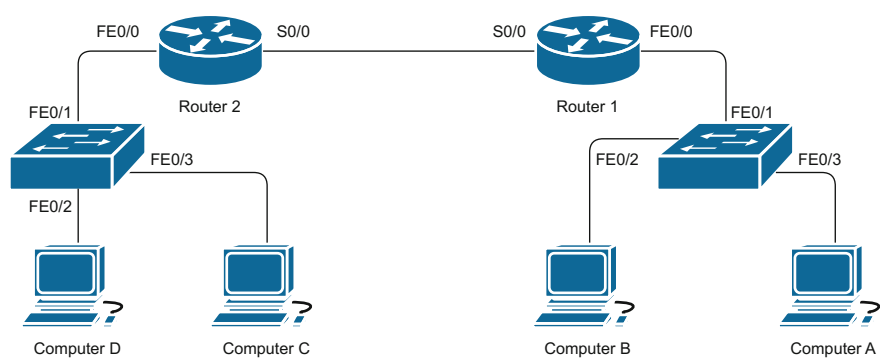 FE0/0
S0/0
S0/0
FE0/0
Router 2
Router 1
FE0/1
FE0/1
FE0/3
FE0/2
FE0/3
FE0/2
Computer D
Computer C
Computer B
Computer A